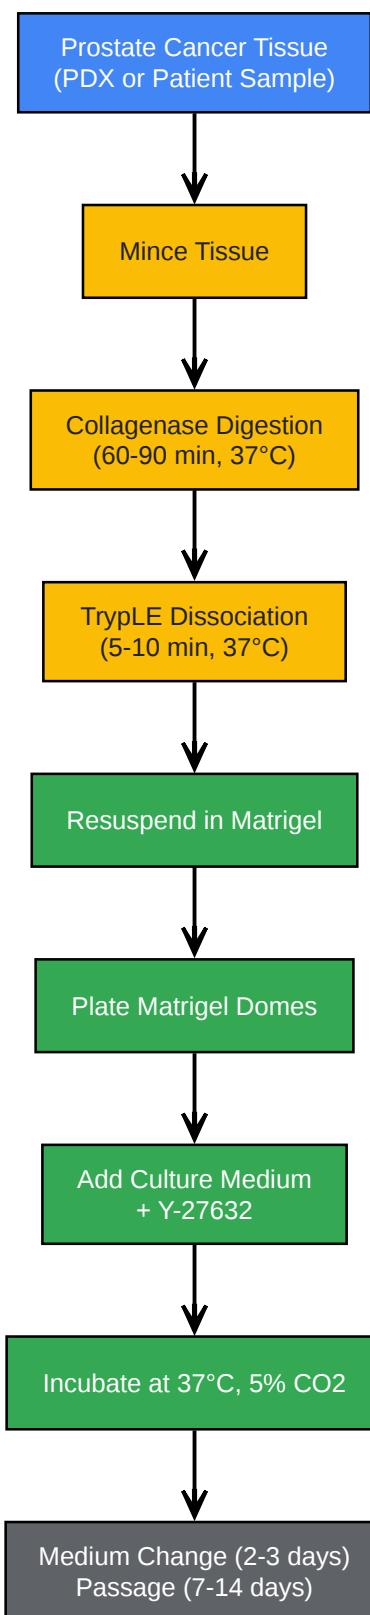 Prostate Cancer Tissue
(PDX or Patient Sample)
Mince Tissue
Collagenase Digestion
(60-90 min, 37°C)
TrypLE Dissociation
(5-10 min, 37°C)
Resuspend in Matrigel
Plate Matrigel Domes
Add Culture Medium
+ Y-27632
Incubate at 37°C, 5% CO2
Medium Change (2-3 days)
Passage (7-14 days)